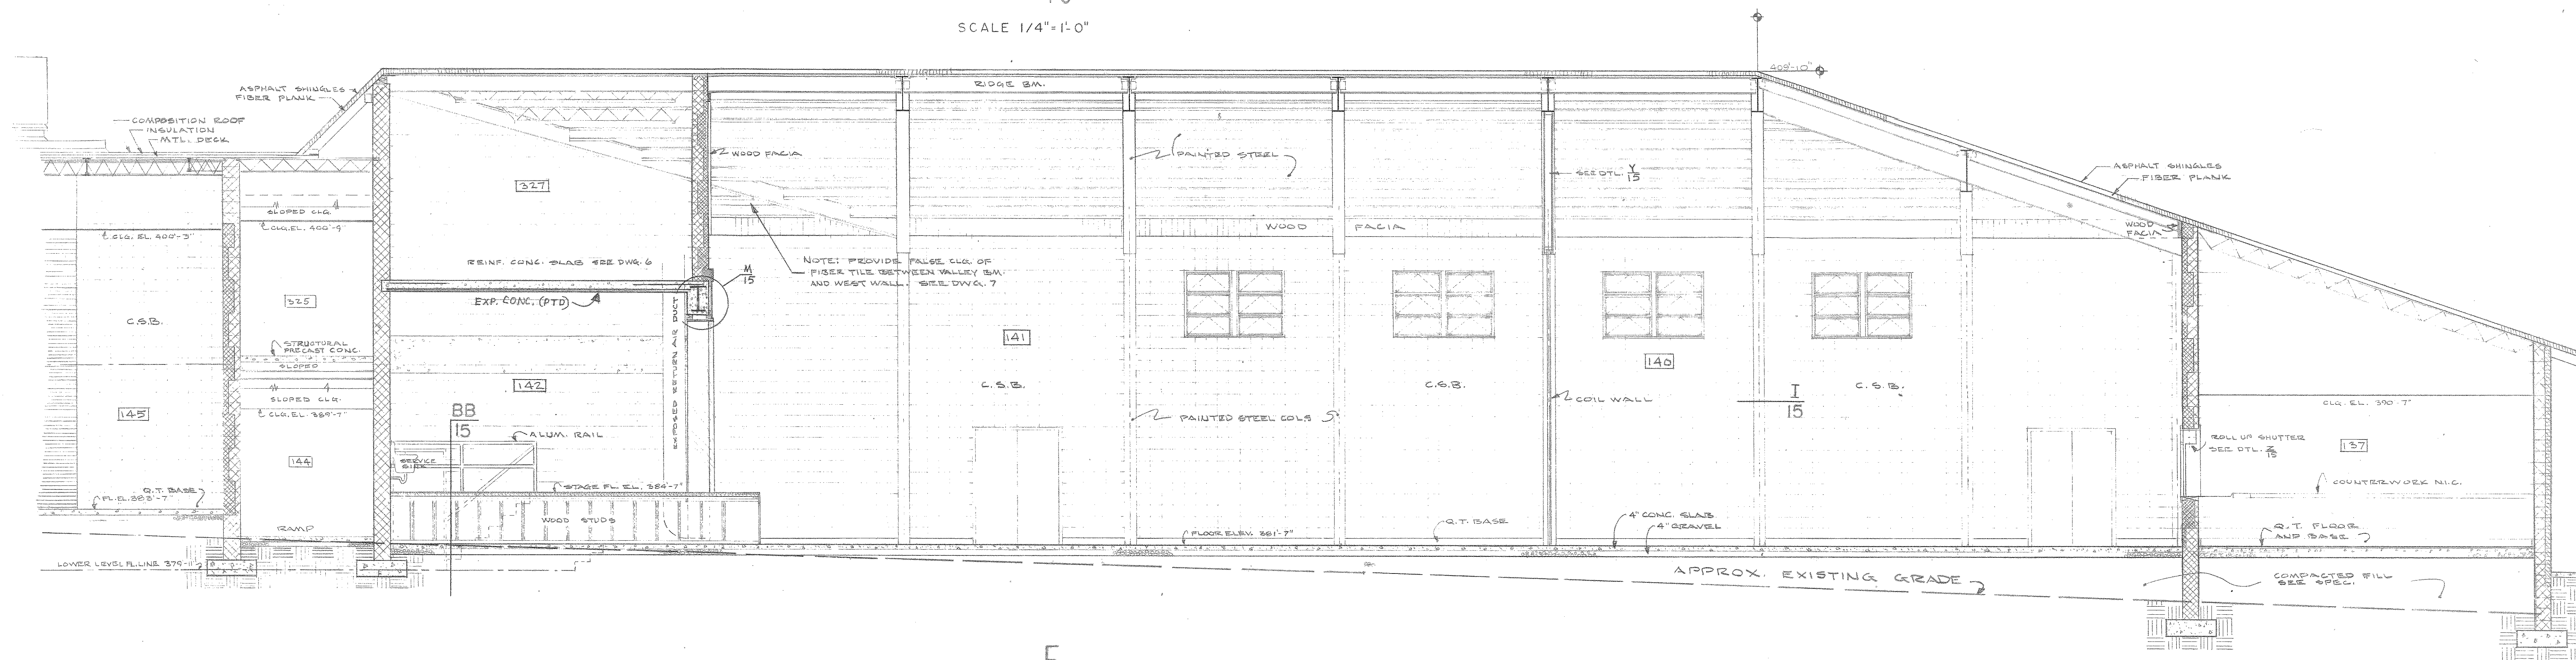 SCALE 1/4"=1'-0"
409'-10"
ASPHALT SHINGLES
FIBER PLANK
RIDGE BM.
COMPOSITION ROOF
INSULATION
MTL. DECK
WOOD FACIA
PAINTED STEEL
SEE DTL. Y/15
ASPHALT SHINGLES
FIBER PLANK
327
SLOPED CLG.
CLG. EL. 400'-3"
CLG. EL. 400'-9"
WOOD FACIA
WOOD
FACIA
REINF. CONC. SLAB SEE DWG. 6
NOTE: PROVIDE FALSE CLG. OF
FIBER TILE BETWEEN VALLEY BM.
AND WEST WALL. SEE DWG. 7
M
15
EXP. CONC. (PTD)
325
C.S.B.
EXPOSED RETURN AIR DUCT
141
140
STRUCTURAL
PRECAST CONC.
SLOPED
142
C.S.B.
C.S.B.
C.S.B.
SLOPED CLG.
CLG. EL. 389'-7"
COIL WALL
I
15
CLG. EL. 390'-7"
145
BB
15
PAINTED STEEL COLS
ALUM. RAIL
ROLL UP SHUTTER
SEE DTL. Z/15
137
144
SERVICE
SINK
STAGE FL. EL. 384'-7"
COUNTERWORK N.I.C.
Q.T. BASE
FL. EL. 383'-7"
WOOD STUDS
RAMP
4" CONC. SLAB
4" GRAVEL
Q.T. BASE
FLOOR ELEV. 381'-7"
Q.T. FLOOR
AND BASE
LOWER LEVEL FL. LINE 379'-11"
APPROX. EXISTING GRADE
COMPACTED FILL
SEE SPEC.